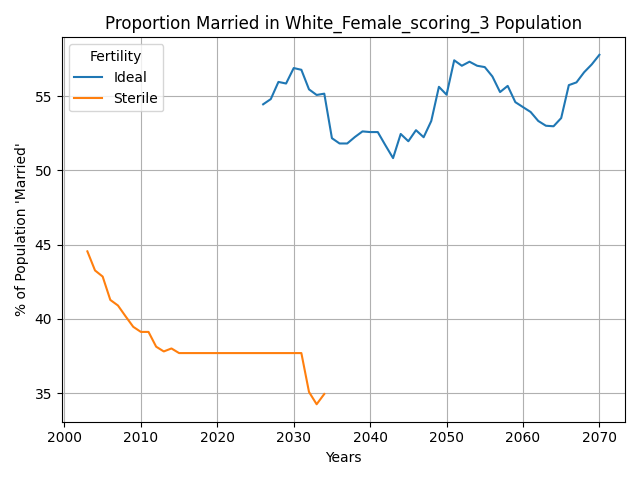 Proportion Married in White_Female_scoring_3 Population
Fertility
Ideal
Sterile
% of Population 'Married'
55
50
45
40
35
2000 2010 2020 2030 2040 2050 2060 2070
Years